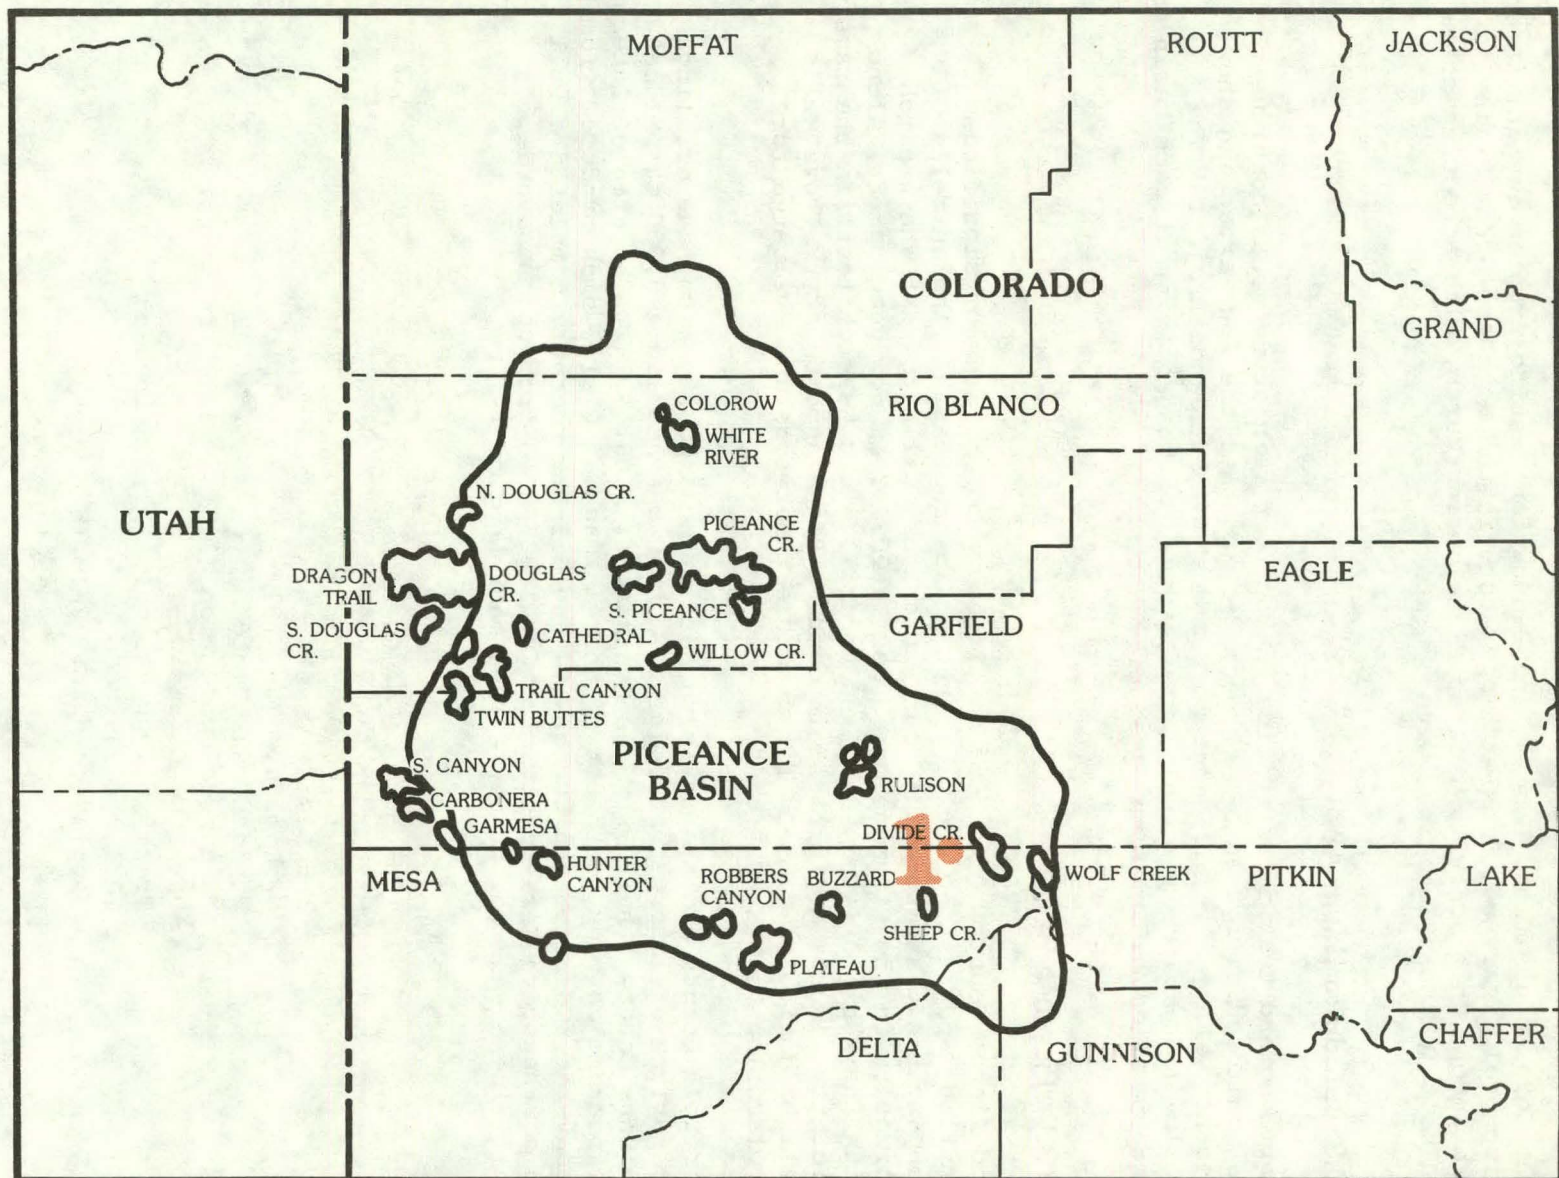 MOFFAT
ROUTT
JACKSON
COLORADO
GRAND
RIO BLANCO
COLOROW
WHITE
RIVER
N. DOUGLAS CR.
UTAH
PICEANCE
CR.
DRAGON
TRAIL
DOUGLAS
CR.
EAGLE
S. PICEANCE
S. DOUGLAS
CR.
CATHEDRAL
GARFIELD
WILLOW CR.
TRAIL CANYON
TWIN BUTTES
PICEANCE
BASIN
S. CANYON
RULISON
CARBONERA
GARMESA
DIVIDE CR.
1
MESA
HUNTER
CANYON
ROBBERS
CANYON
BUZZARD
WOLF CREEK
PITKIN
LAKE
SHEEP CR.
PLATEAU
DELTA
GUNNISON
CHAFFER